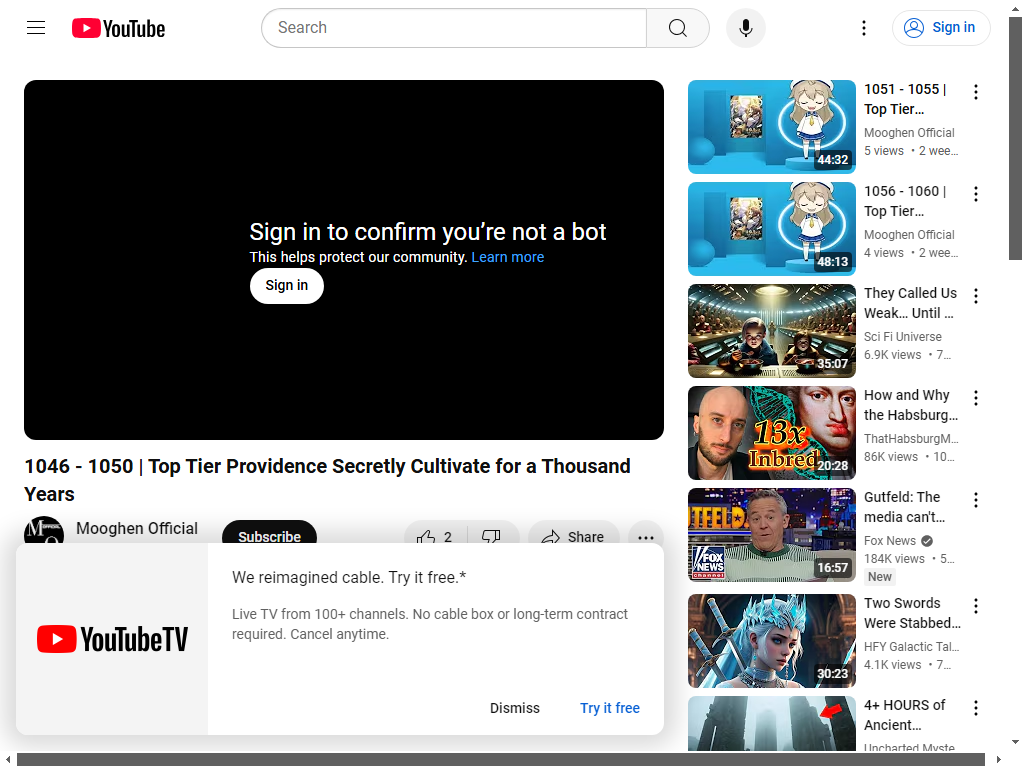 YouTube
Search
Sign in
Sign in to confirm you’re not a bot
This helps protect our community. Learn more
Sign in
1046 - 1050 | Top Tier Providence Secretly Cultivate for a Thousand
Years
Mooghen Official
Subscribe
2
Share
We reimagined cable. Try it free.*
Live TV from 100+ channels. No cable box or long-term contract
required. Cancel anytime.
YouTubeTV
Dismiss
Try it free
44:32
1051 - 1055 |
Top Tier…
Mooghen Official
5 views • 2 wee…
48:13
1056 - 1060 |
Top Tier…
Mooghen Official
4 views • 2 wee…
35:07
They Called Us
Weak… Until …
Sci Fi Universe
6.9K views • 7…
13x
Inbred
20:28
How and Why
the Habsburg…
ThatHabsburgM…
86K views • 10…
FOX
NEWS
channel
16:57
Gutfeld: The
media can't…
Fox News
184K views • 5…
New
30:23
Two Swords
Were Stabbed…
HFY Galactic Tal…
4.1K views • 7…
4+ HOURS of
Ancient…
Uncharted Myste